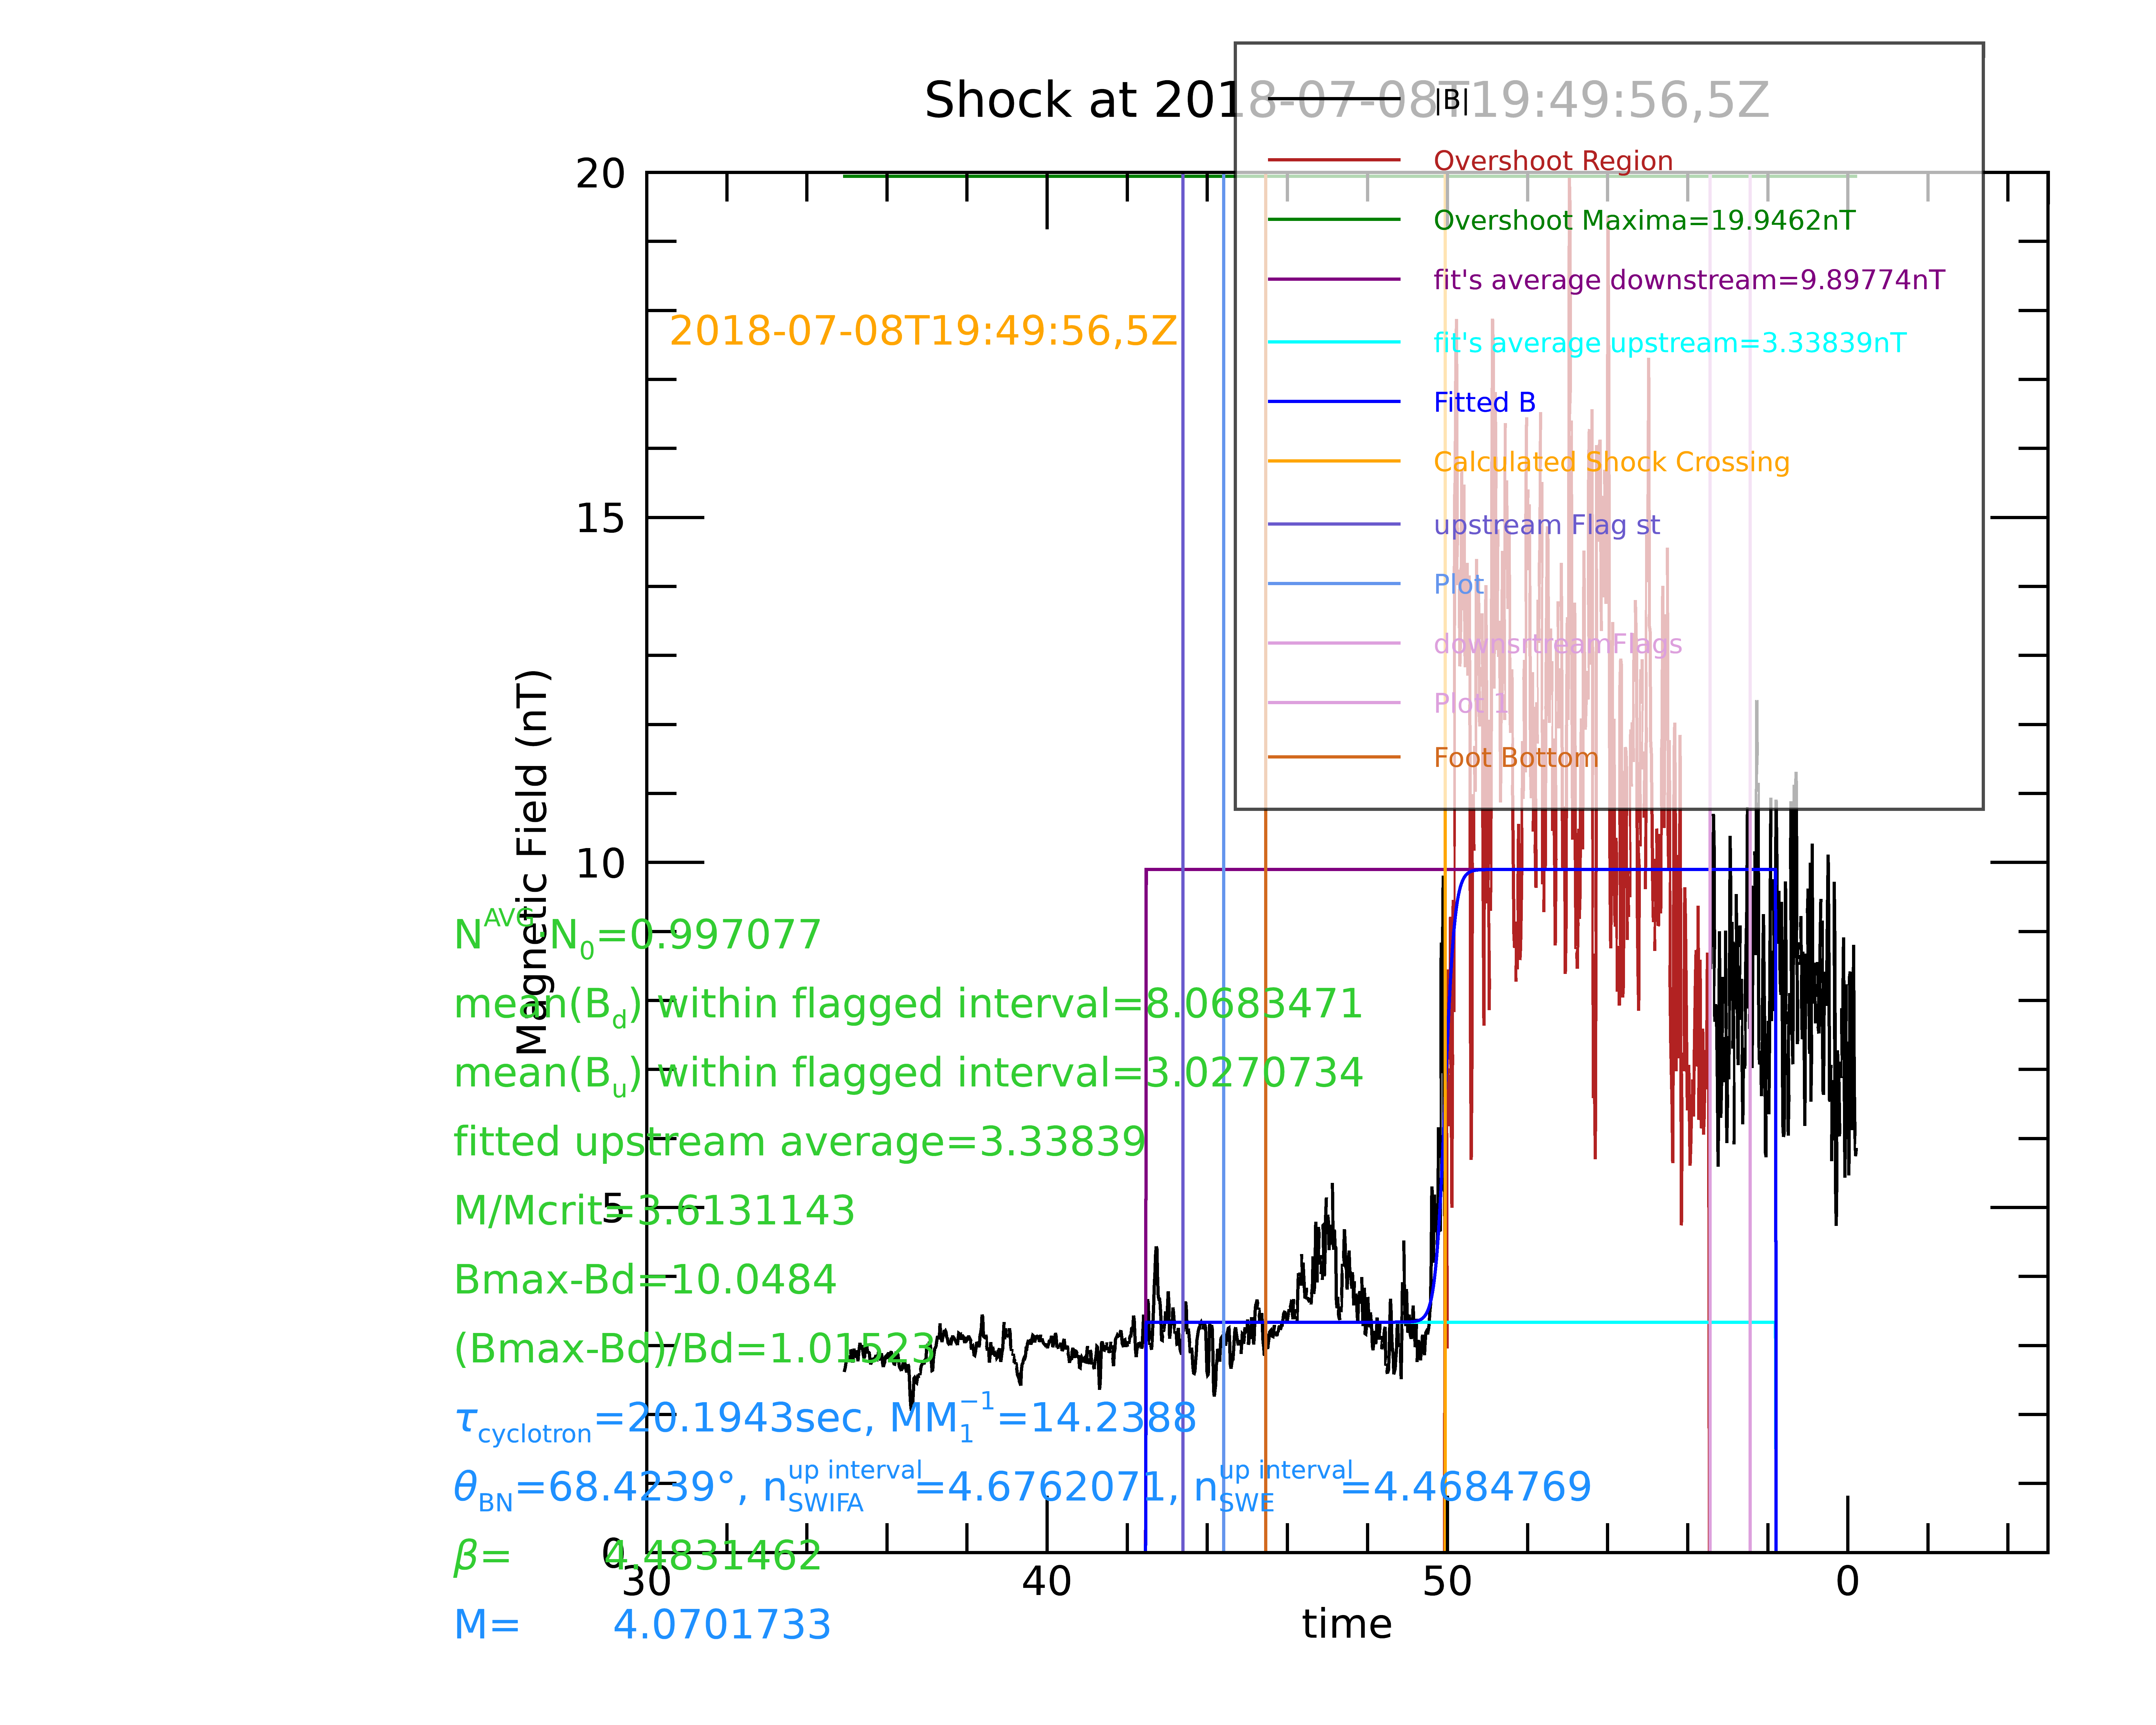 Shock at 2018-07-08T19:49:56,5Z
|B|
Overshoot Region
Overshoot Maxima=19.9462nT
fit's average downstream=9.89774nT
fit's average upstream=3.33839nT
Fitted B
Calculated Shock Crossing
upstream Flag st
Plot
downsrtreamFlags
Plot 1
Foot Bottom
2018-07-08T19:49:56,5Z
20
15
10
5
0
Magnetic Field (nT)
N^AVG·N_0=0.997077
mean(B_d) within flagged interval=8.0683471
mean(B_u) within flagged interval=3.0270734
fitted upstream average=3.33839
M/Mcrit=3.6131143
Bmax-Bd=10.0484
(Bmax-Bd)/Bd=1.01523
τ_cyclotron=20.1943sec, MM_1^−1=14.2388
θ_BN=68.4239°, n_SWIFA^up interval=4.6762071, n_SWE^up interval=4.4684769
β= 4.4831462
M= 4.0701733
30 40 50 0
time